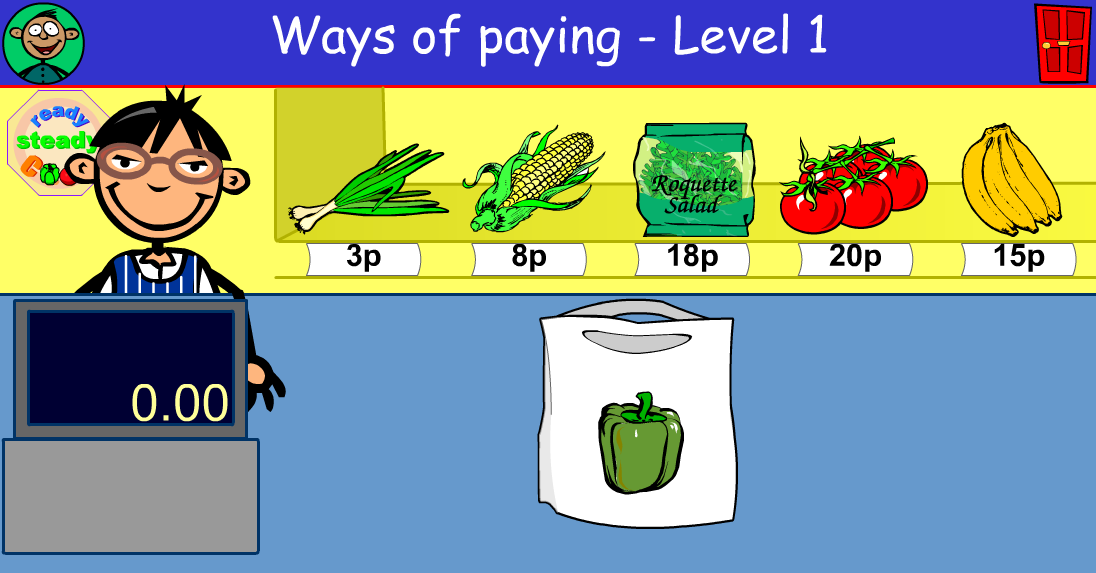 Ways of paying - Level 1
ready
steady
C
Roquette
Salad
3p
8p
18p
20p
15p
0.00